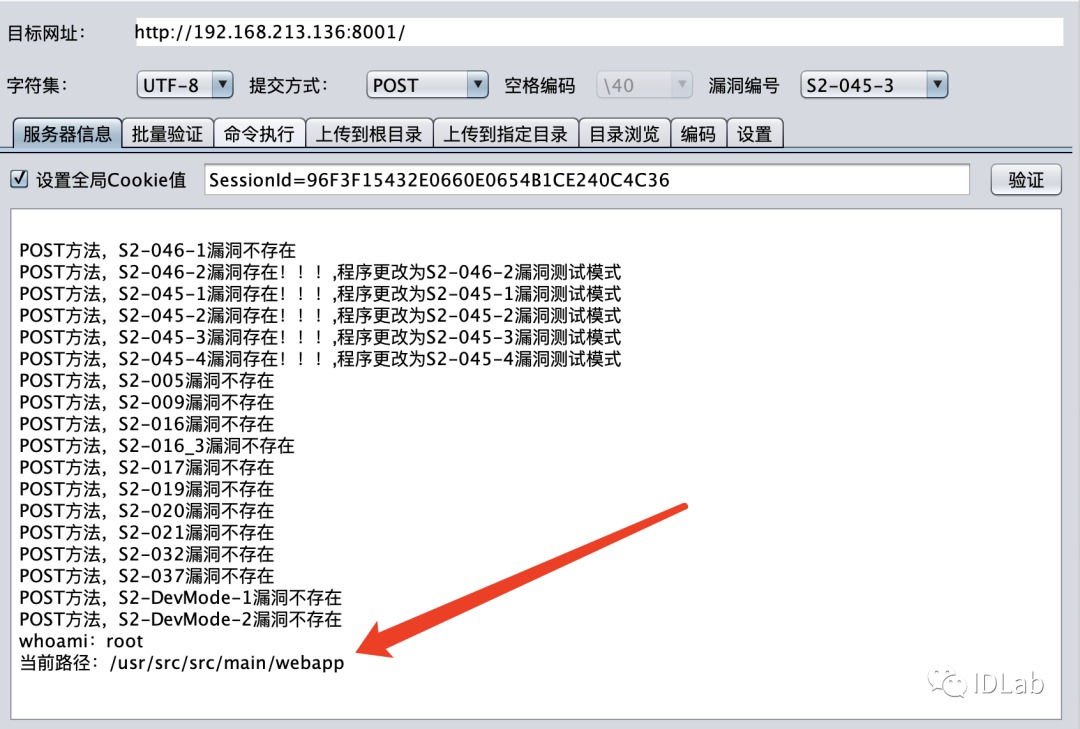 目标网址： http://192.168.213.136:8001/
字符集： UTF-8 提交方式： POST 空格编码 \40 漏洞编号 S2-045-3
服务器信息 批量验证 命令执行 上传到根目录 上传到指定目录 目录浏览 编码 设置
设置全局Cookie值 SessionId=96F3F15432E0660E0654B1CE240C4C36 验证
POST方法，S2-046-1漏洞不存在
POST方法，S2-046-2漏洞存在！！！,程序更改为S2-046-2漏洞测试模式
POST方法，S2-045-1漏洞存在！！！,程序更改为S2-045-1漏洞测试模式
POST方法，S2-045-2漏洞存在！！！,程序更改为S2-045-2漏洞测试模式
POST方法，S2-045-3漏洞存在！！！,程序更改为S2-045-3漏洞测试模式
POST方法，S2-045-4漏洞存在！！！,程序更改为S2-045-4漏洞测试模式
POST方法，S2-005漏洞不存在
POST方法，S2-009漏洞不存在
POST方法，S2-016漏洞不存在
POST方法，S2-016_3漏洞不存在
POST方法，S2-017漏洞不存在
POST方法，S2-019漏洞不存在
POST方法，S2-020漏洞不存在
POST方法，S2-021漏洞不存在
POST方法，S2-032漏洞不存在
POST方法，S2-037漏洞不存在
POST方法，S2-DevMode-1漏洞不存在
POST方法，S2-DevMode-2漏洞不存在
whoami：root
当前路径：/usr/src/src/main/webapp
IDLab